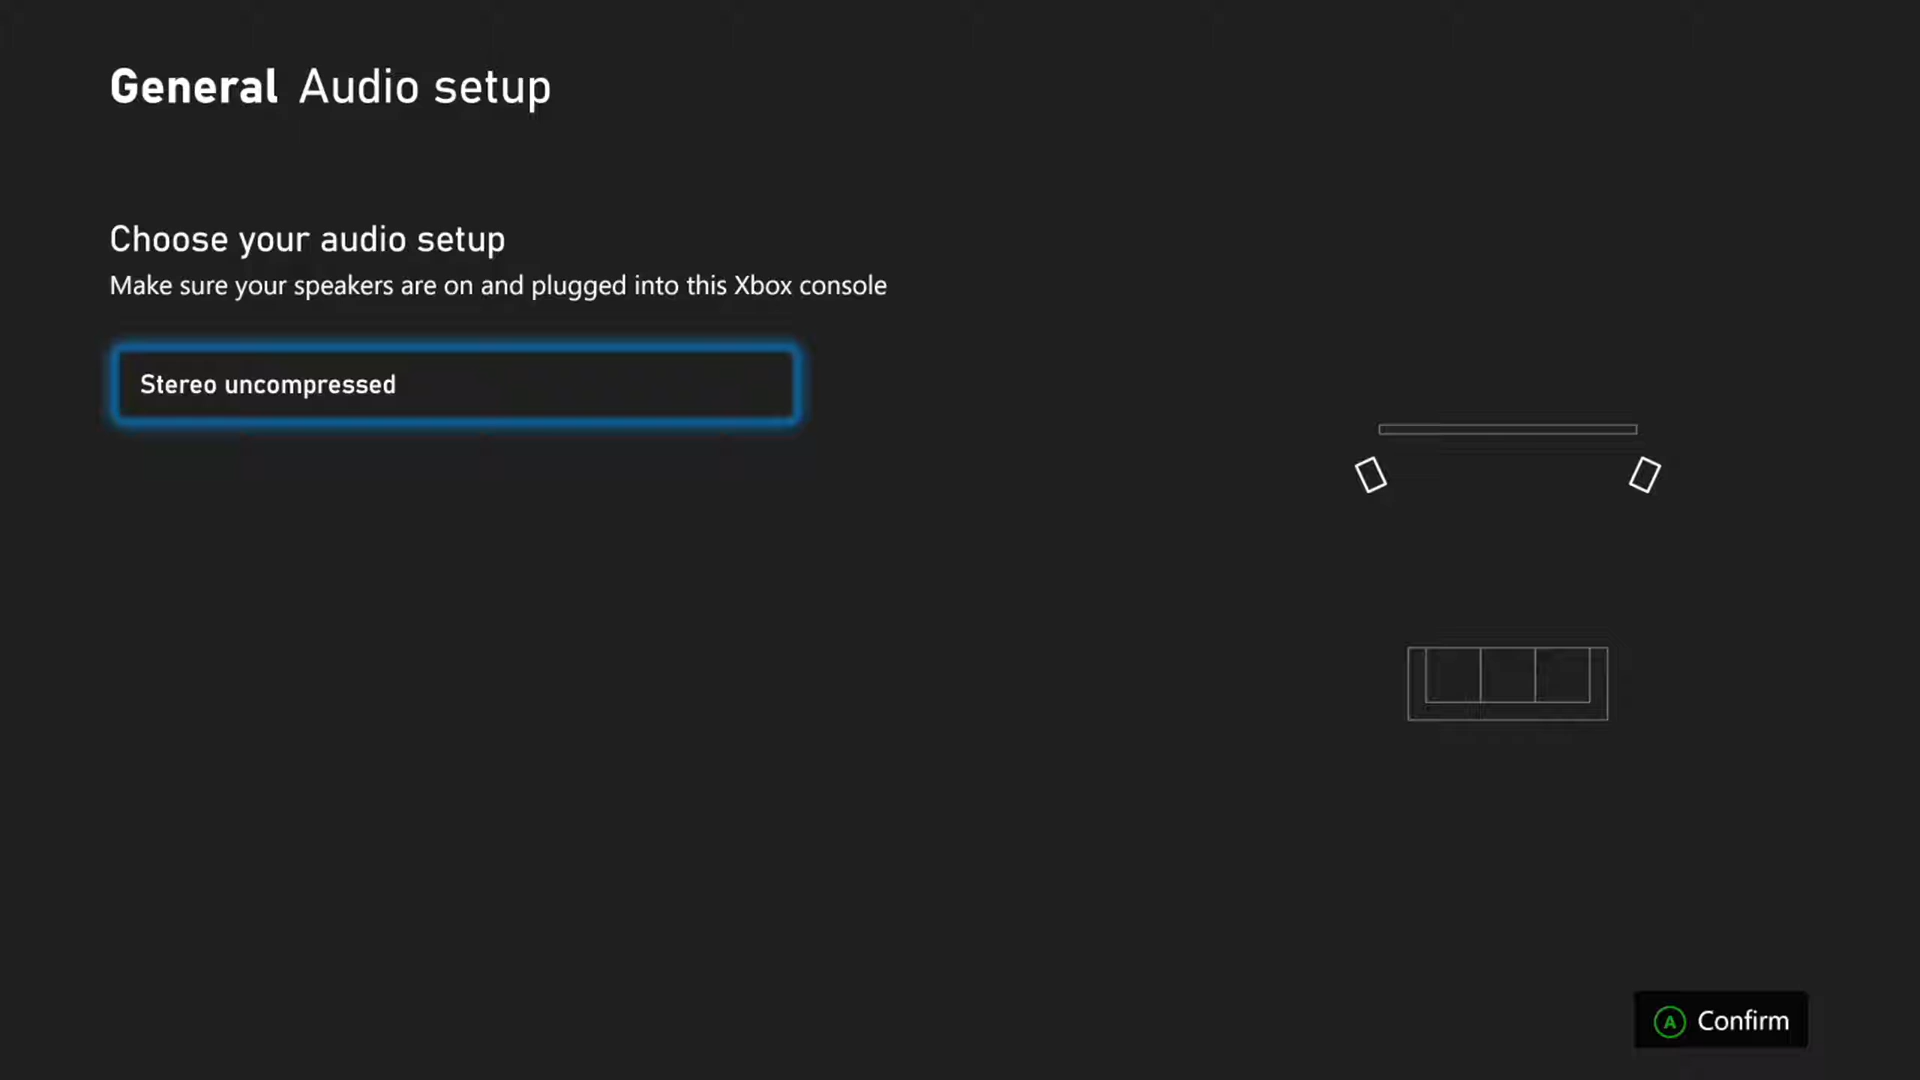 General Audio setup
Choose your audio setup
Make sure your speakers are on and plugged into this Xbox console
Stereo uncompressed
A Confirm